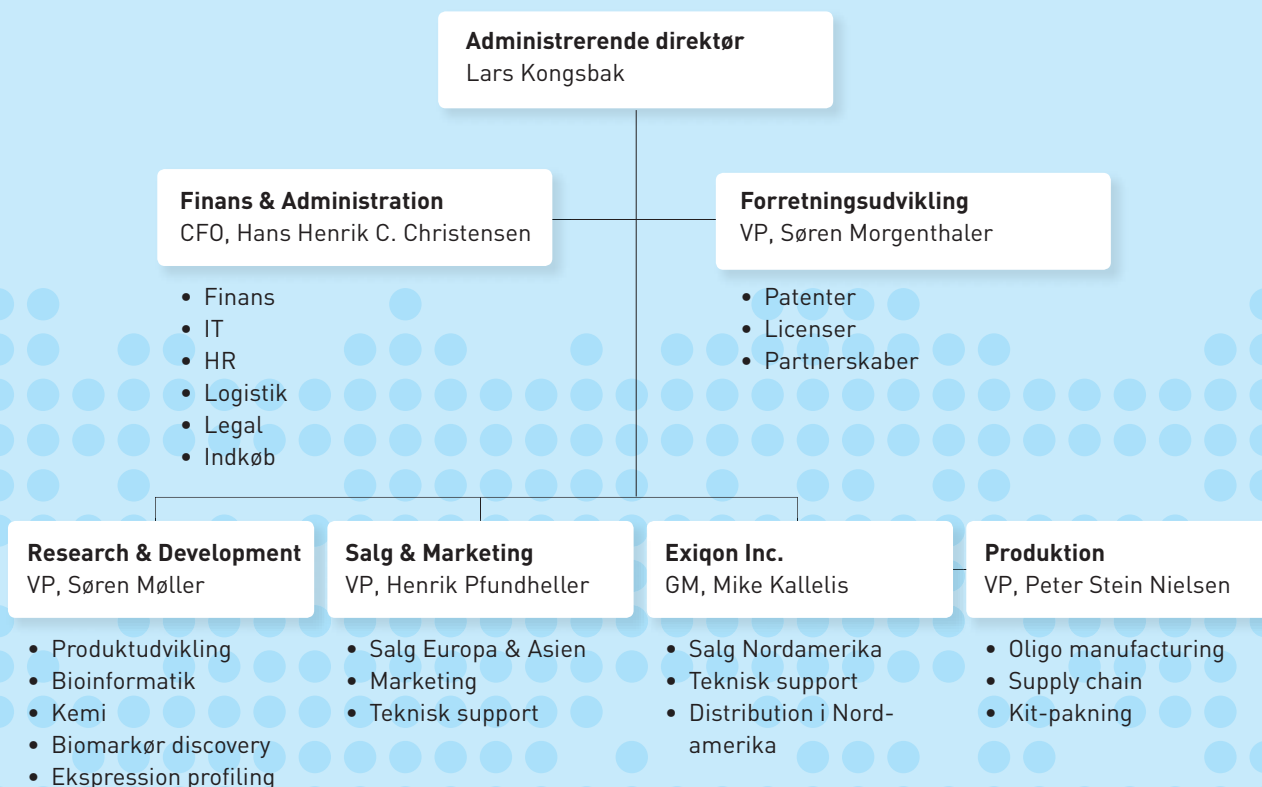 Administrerende direktør
Lars Kongsbak
Finans & Administration
CFO, Hans Henrik C. Christensen
• Finans
• IT
• HR
• Logistik
• Legal
• Indkøb
Forretningsudvikling
VP, Søren Morgenthaler
• Patenter
• Licenser
• Partnerskaber
Research & Development
VP, Søren Møller
• Produktudvikling
• Bioinformatik
• Kemi
• Biomarkør discovery
• Ekspression profiling
Salg & Marketing
VP, Henrik Pfundheller
• Salg Europa & Asien
• Marketing
• Teknisk support
Exiqon Inc.
GM, Mike Kallelis
• Salg Nordamerika
• Teknisk support
• Distribution i Nord-
amerika
Produktion
VP, Peter Stein Nielsen
• Oligo manufacturing
• Supply chain
• Kit-pakning